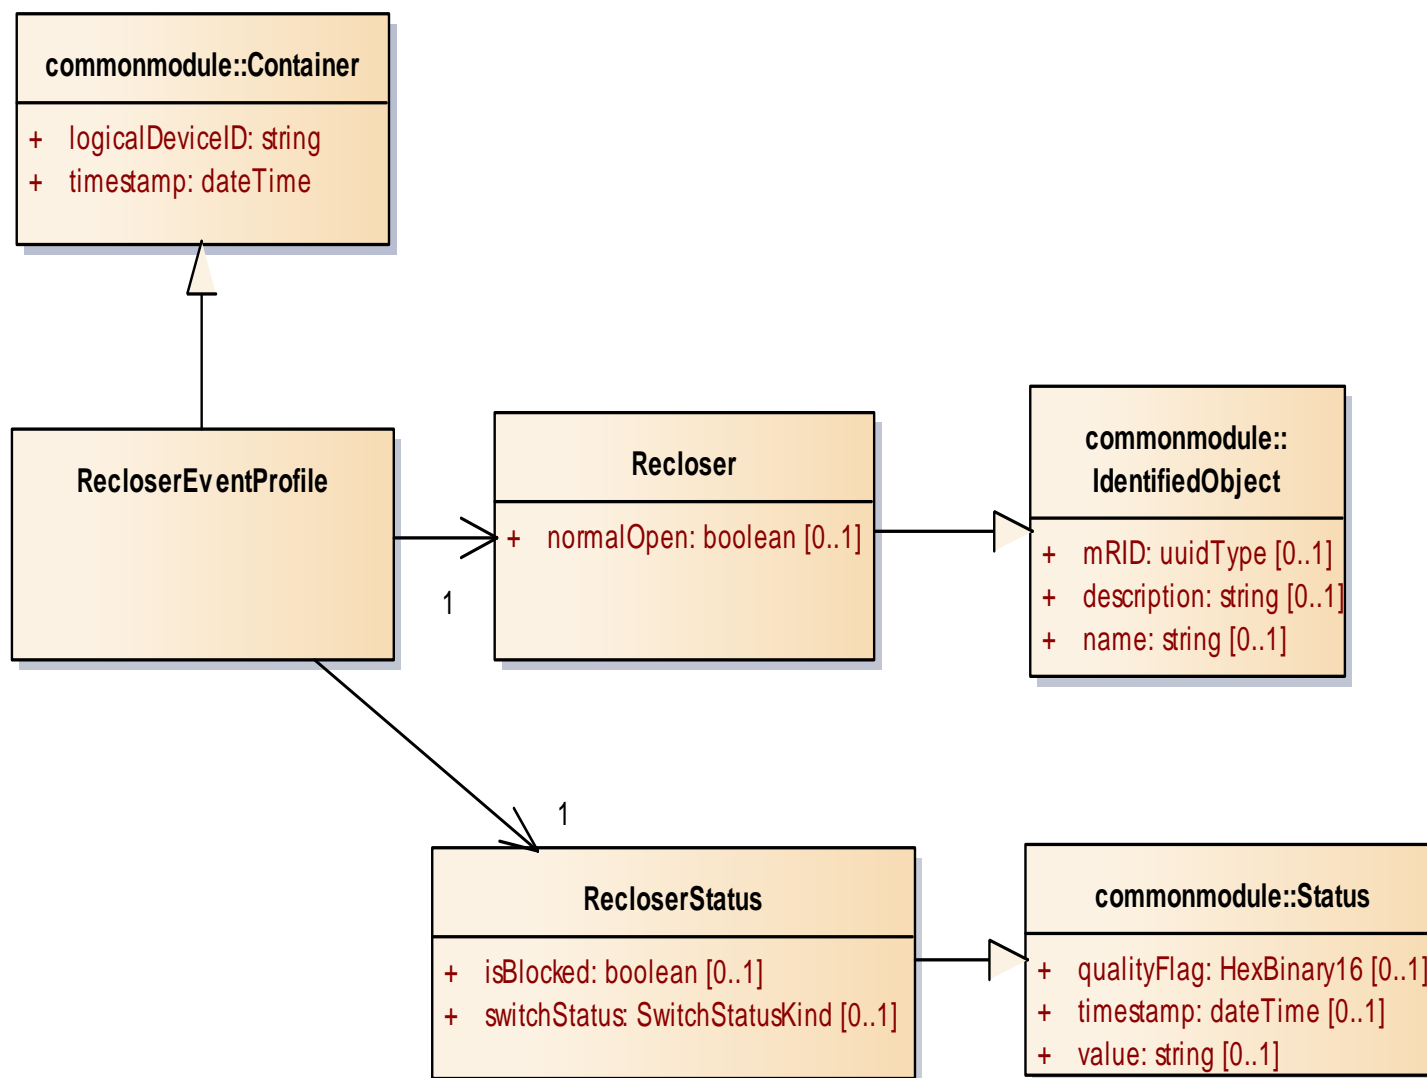 commonmodule::Container
+ logicalDeviceID: string
+ timestamp: dateTime
RecloserEventProfile
1
Recloser
+ normalOpen: boolean [0..1]
commonmodule::
IdentifiedObject
+ mRID: uuidType [0..1]
+ description: string [0..1]
+ name: string [0..1]
1
RecloserStatus
+ isBlocked: boolean [0..1]
+ switchStatus: SwitchStatusKind [0..1]
commonmodule::Status
+ qualityFlag: HexBinary16 [0..1]
+ timestamp: dateTime [0..1]
+ value: string [0..1]